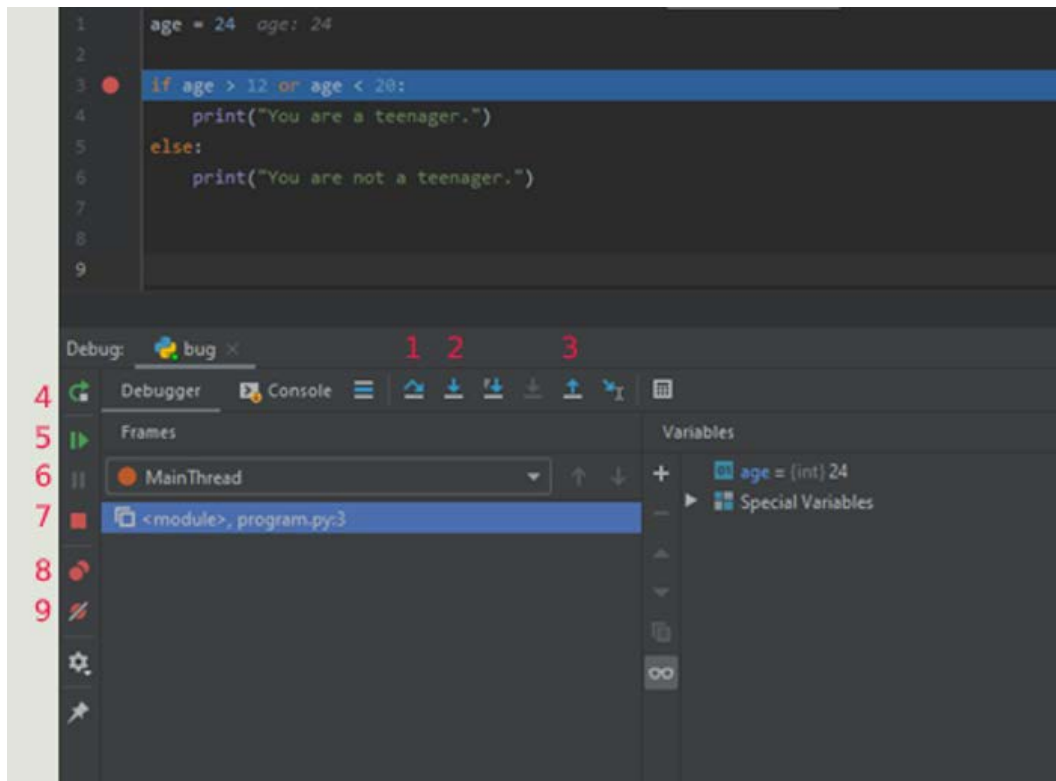 1 age = 24 age: 24
2
3 if age > 12 or age < 20:
4 print("You are a teenager.")
5 else:
6 print("You are not a teenager.")
7
8
9
Debug: bug
1 2 3
4 Debugger Console
5 Frames Variables
6 MainThread age = {int} 24
7 <module>, program.py:3 Special Variables
8
9